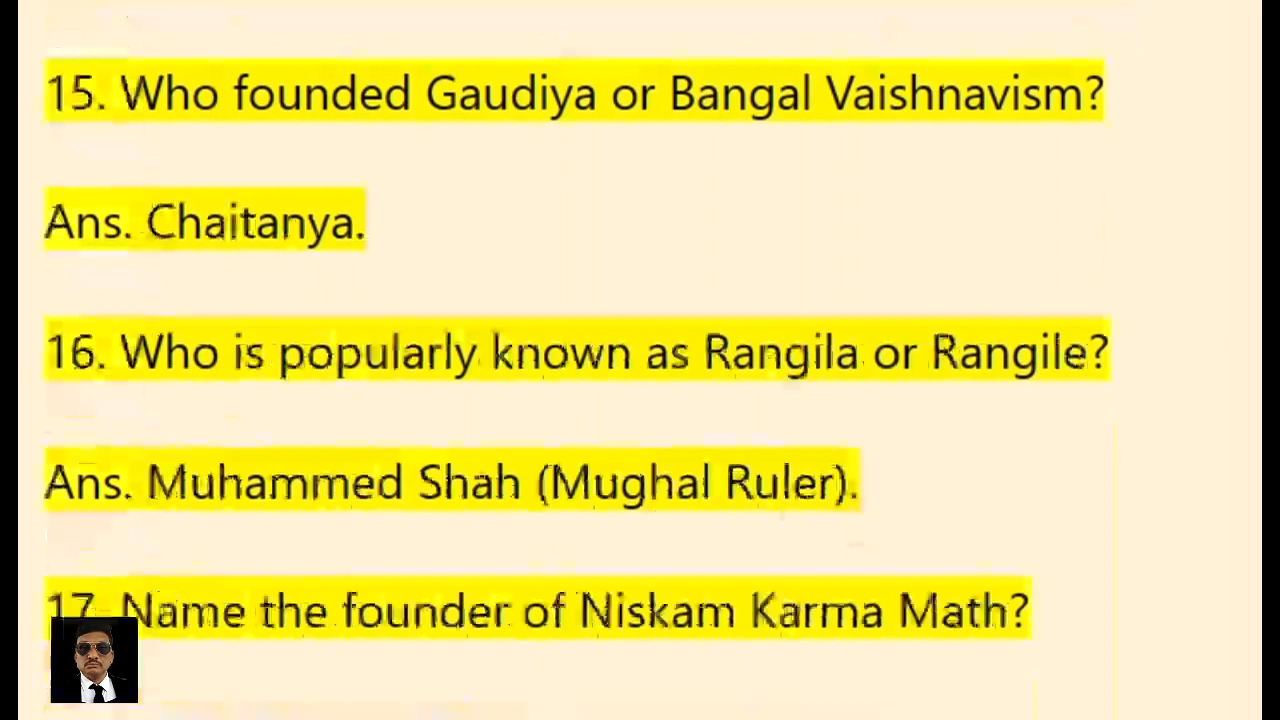 15. Who founded Gaudiya or Bangal Vaishnavism?
Ans. Chaitanya.
16. Who is popularly known as Rangila or Rangile?
Ans. Muhammed Shah (Mughal Ruler).
17. Name the founder of Niskam Karma Math?